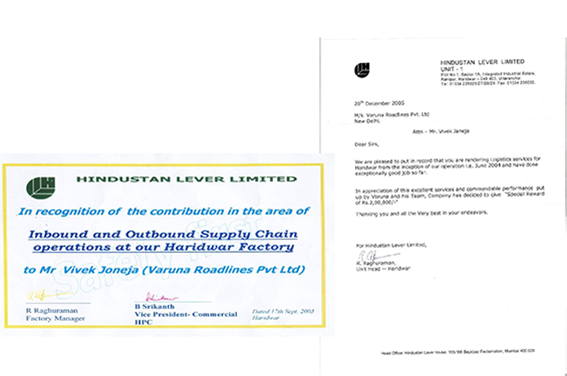 HINDUSTAN LEVER LIMITED
In recognition of the contribution in the area of
Inbound and Outbound Supply Chain
operations at our Haridwar Factory
to Mr Vivek Joneja (Varuna Roadlines Pvt Ltd)
R Raghuraman
Factory Manager
B Srikanth
Vice President- Commercial
HPC
Dated 17th Sept.
Haridwar
HINDUSTAN LEVER LIMITED
UNIT - 1
20th December 2005
M/s. Varuna Roadlines Pvt. Ltd
New Delhi.
Attn - Mr. Vivek Joneja
Dear Sirs,
We are pleased to put in record that you are rendering Logistics services for
Haridwar from the inception of our operation i.e. June 2004 and have done
exceptionally good job so far.
In appreciation of this excellent services and commendable performance put
up by Varuna and his Team, Company has decided to give "Special Reward
of Rs.2,00,000/-"
Thanking you and all the Very best in your endeavors.
For Hindustan Lever Limited,
R. Raghuraman,
Unit Head — Haridwar
Head Office: Hindustan Lever House, 165/166 Backbay Reclamation, Mumbai 400 020